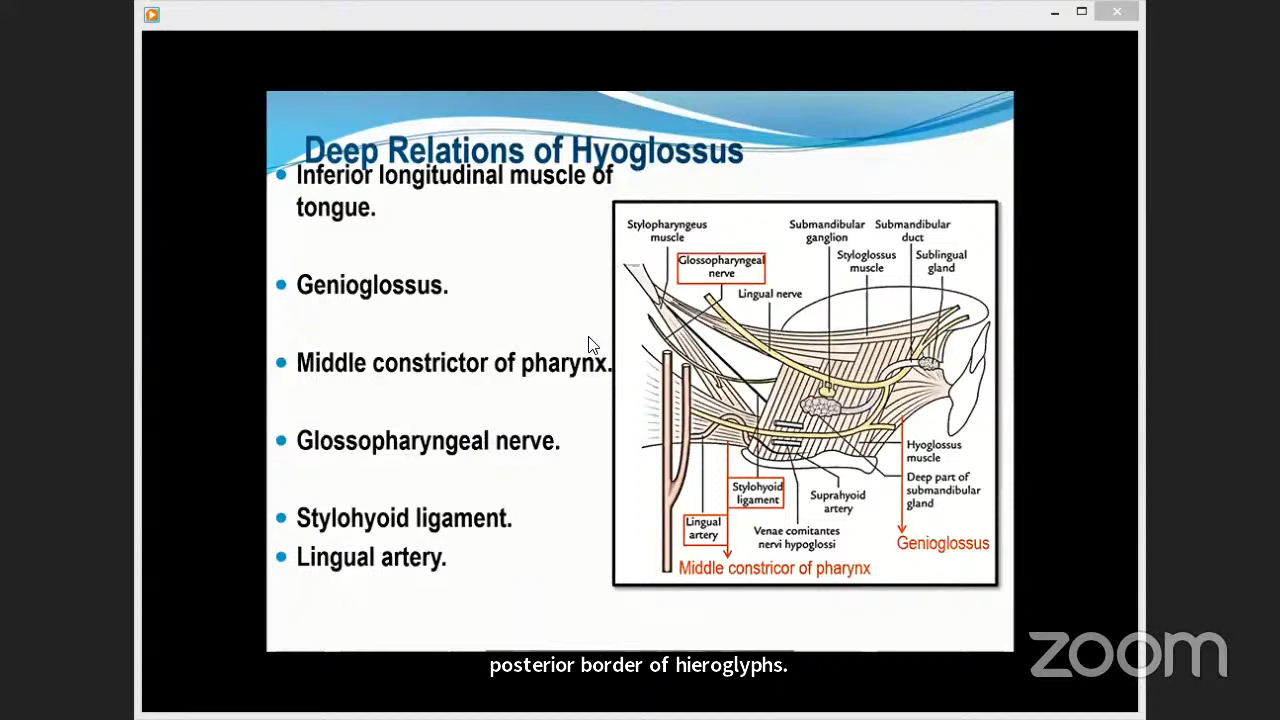 Deep Relations of Hyoglossus
Inferior longitudinal muscle of
tongue.
Genioglossus.
Middle constrictor of pharynx.
Glossopharyngeal nerve.
Stylohyoid ligament.
Lingual artery.
Stylopharyngeus
muscle
Glossopharyngeal
nerve
Lingual nerve
Submandibular
ganglion
Submandibular
duct
Styloglossus
muscle
Sublingual
gland
Hyoglossus
muscle
Deep part of
submandibular
gland
Genioglossus
Stylohyoid
ligament
Suprahyoid
artery
Lingual
artery
Venae comitantes
nervi hypoglossi
Middle constricor of pharynx
posterior border of hieroglyphs.
zoom